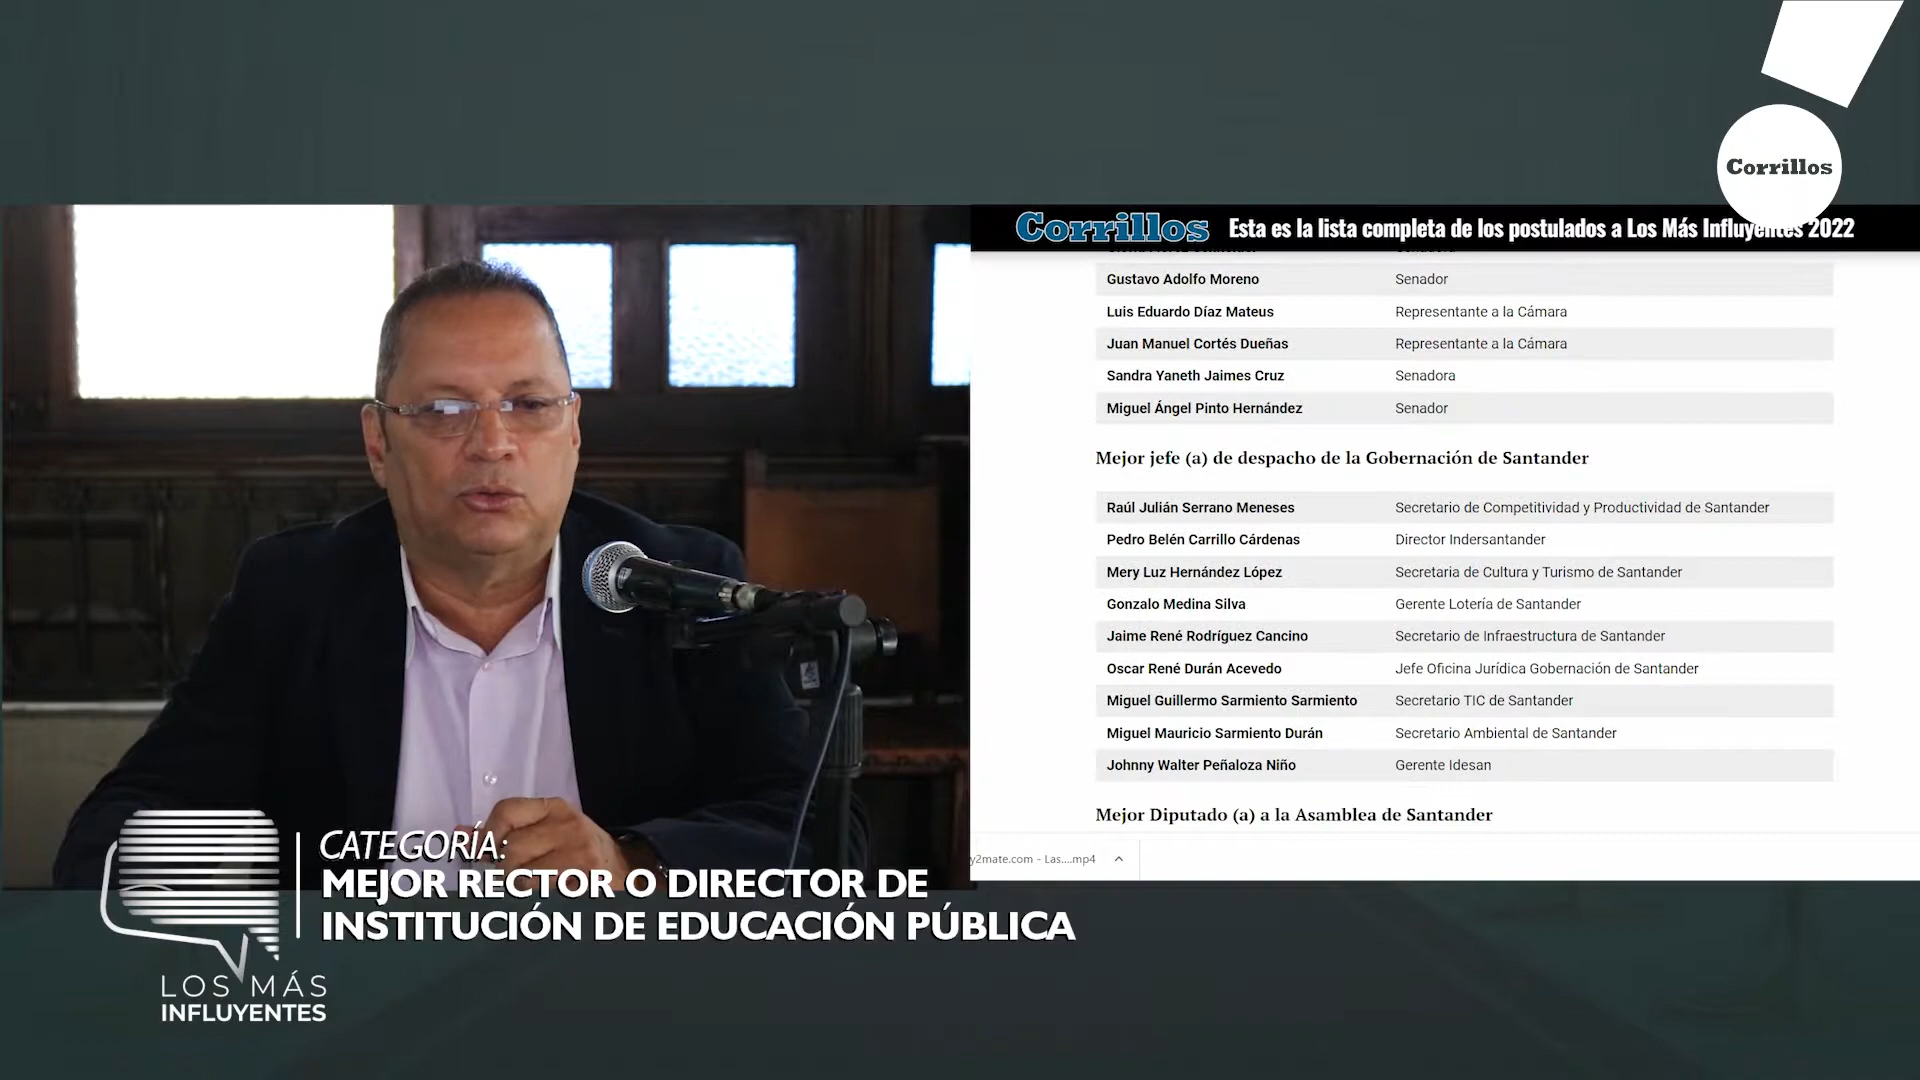 Corrillos
Corrillos Esta es la lista completa de los postulados a Los Más Influyentes 2022
Gustavo Adolfo Moreno Senador
Luis Eduardo Díaz Mateus Representante a la Cámara
Juan Manuel Cortés Dueñas Representante a la Cámara
Sandra Yaneth Jaimes Cruz Senadora
Miguel Ángel Pinto Hernández Senador
Mejor jefe (a) de despacho de la Gobernación de Santander
Raúl Julián Serrano Meneses Secretario de Competitividad y Productividad de Santander
Pedro Belén Carrillo Cárdenas Director Indersantander
Mery Luz Hernández López Secretaria de Cultura y Turismo de Santander
Gonzalo Medina Silva Gerente Lotería de Santander
Jaime René Rodríguez Cancino Secretario de Infraestructura de Santander
Oscar René Durán Acevedo Jefe Oficina Jurídica Gobernación de Santander
Miguel Guillermo Sarmiento Sarmiento Secretario TIC de Santander
Miguel Mauricio Sarmiento Durán Secretario Ambiental de Santander
Johnny Walter Peñaloza Niño Gerente Idesan
Mejor Diputado (a) a la Asamblea de Santander
y2mate.com - Las....mp4
CATEGORÍA:
MEJOR RECTOR O DIRECTOR DE
INSTITUCIÓN DE EDUCACIÓN PÚBLICA
LOS MÁS
INFLUYENTES